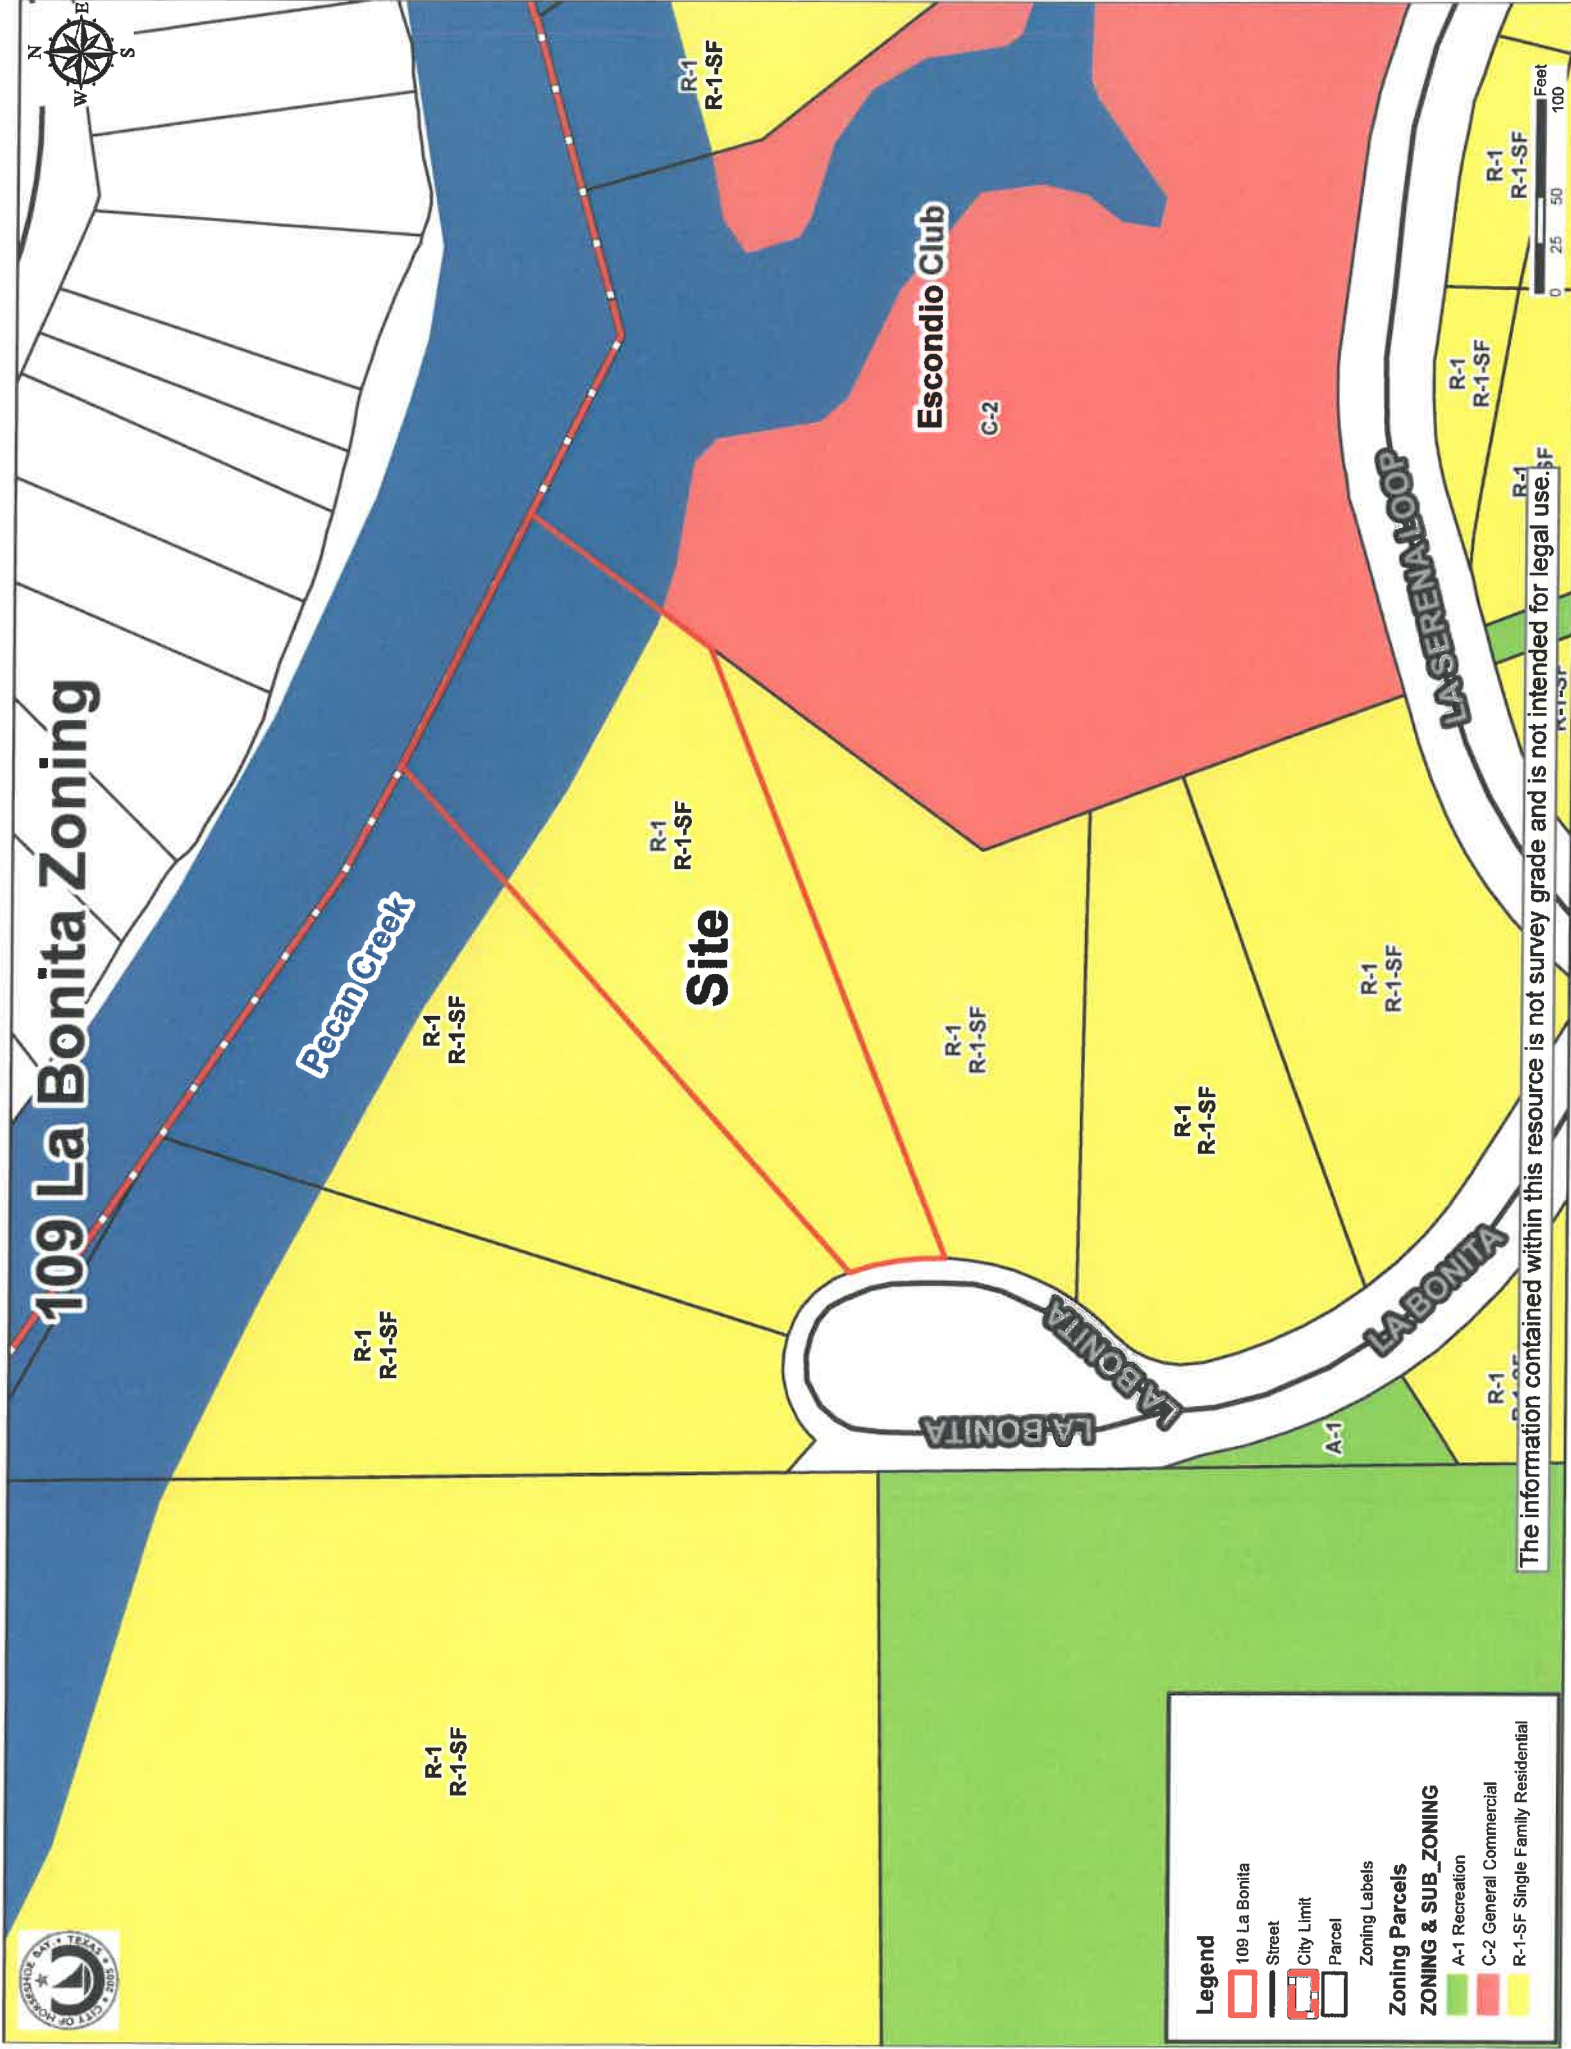 109 La Bonita Zoning
CITY OF HORSESHOE BAY
TEXAS
2005
N
E
S
W
Pecan Creek
R-1
R-1-SF
R-1
R-1-SF
R-1
R-1-SF
R-1
R-1-SF
Site
R-1
R-1-SF
R-1
R-1-SF
R-1
R-1-SF
R-1
R-1-SF
Escondio Club
C-2
LA BONITA
LA BONITA
LA BONITA
LA SERENA LOOP
A-1
R-1
R-1
R-1-SF
R-1
R-1-SF
R-1
SF
R-1-SF
Legend
109 La Bonita
Street
City Limit
Parcel
Zoning Labels
Zoning Parcels
ZONING & SUB_ZONING
A-1 Recreation
C-2 General Commercial
R-1-SF Single Family Residential
0 25 50 100
Feet
The information contained within this resource is not survey grade and is not intended for legal use.